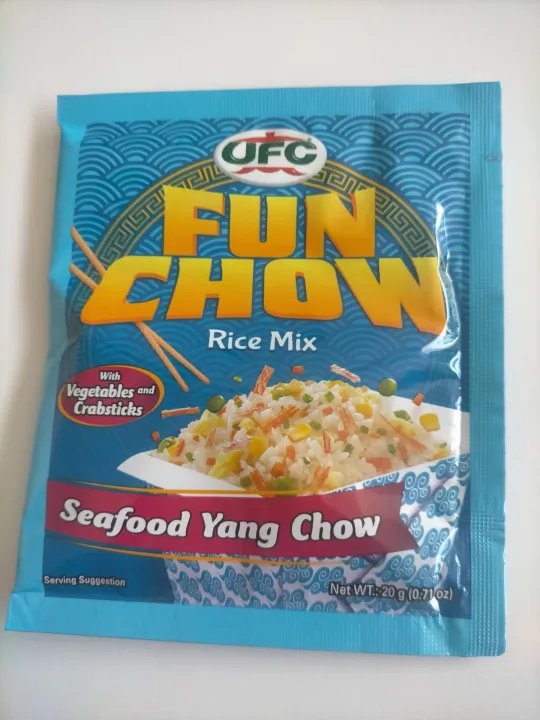 UFC
FUN
CHOW
Rice Mix
With
Vegetables and
Crabsticks
Seafood Yang Chow
Serving Suggestion
Net WT.: 20 g (0.71 oz)